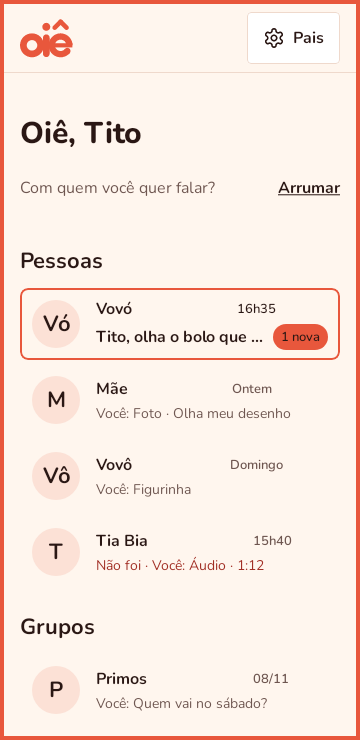 oiê
Pais
Oiê, Tito
Com quem você quer falar?
Arrumar
Pessoas
Vó
Vovó
16h35
Tito, olha o bolo que ...
1 nova
M
Mãe
Ontem
Você: Foto · Olha meu desenho
Vô
Vovô
Domingo
Você: Figurinha
T
Tia Bia
15h40
Não foi · Você: Áudio · 1:12
Grupos
P
Primos
08/11
Você: Quem vai no sábado?